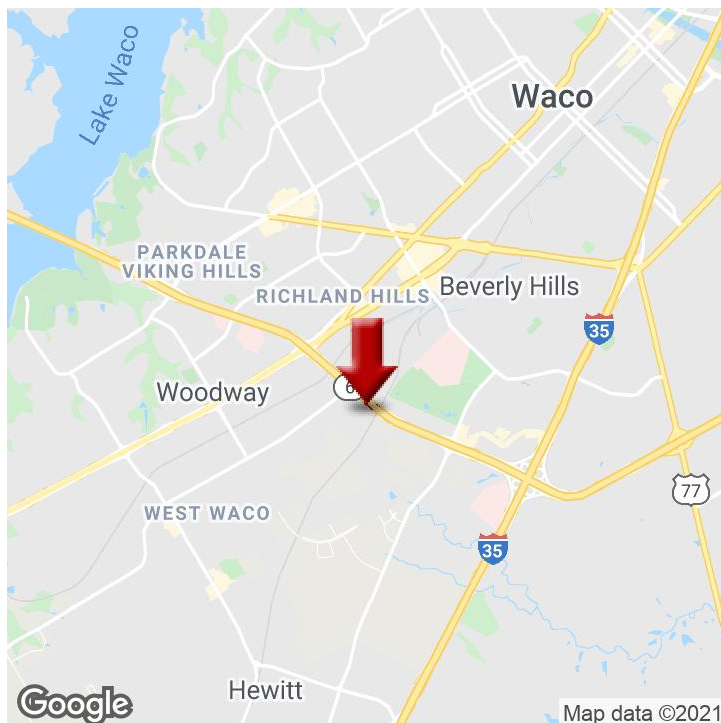 Lake Waco
Waco
PARKDALE
VIKING HILLS
RICHLAND HILLS
Beverly Hills
35
6
Woodway
77
WEST WACO
35
Hewitt
Google
Map data ©2021